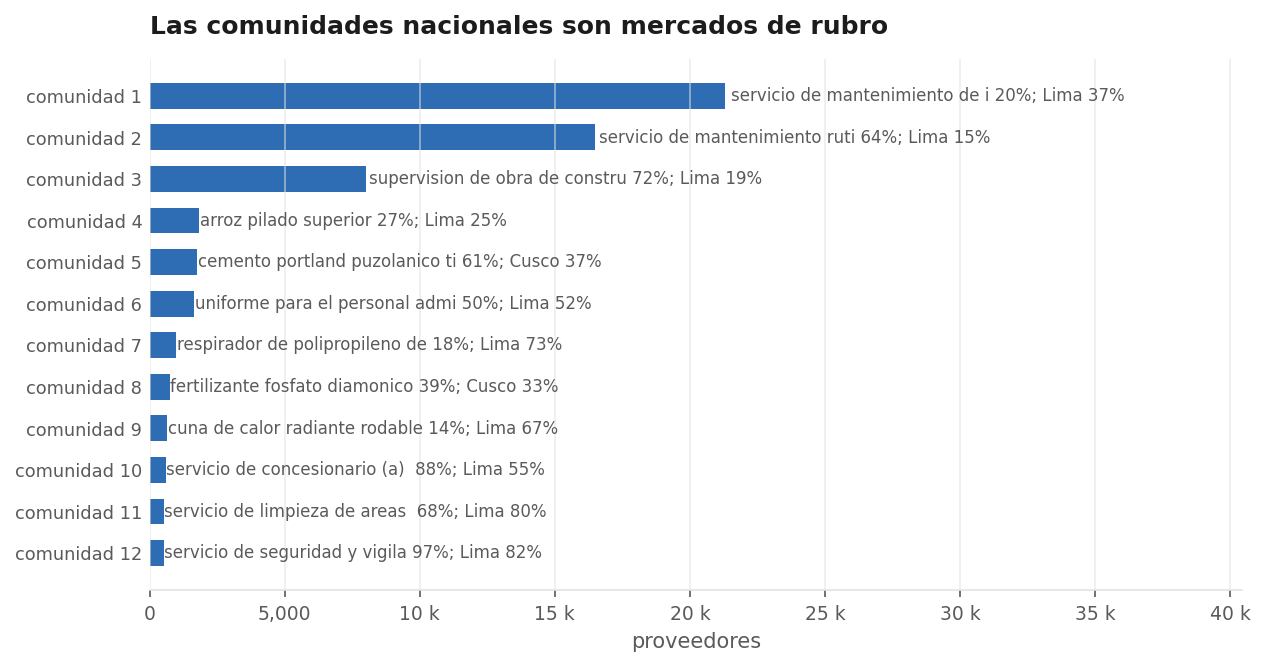 Las comunidades nacionales son mercados de rubro
comunidad 1 servicio de mantenimiento de i 20%; Lima 37%
comunidad 2 servicio de mantenimiento ruti 64%; Lima 15%
comunidad 3 supervision de obra de constru 72%; Lima 19%
comunidad 4 arroz pilado superior 27%; Lima 25%
comunidad 5 cemento portland puzolanico ti 61%; Cusco 37%
comunidad 6 uniforme para el personal admi 50%; Lima 52%
comunidad 7 respirador de polipropileno de 18%; Lima 73%
comunidad 8 fertilizante fosfato diamonico 39%; Cusco 33%
comunidad 9 cuna de calor radiante rodable 14%; Lima 67%
comunidad 10 servicio de concesionario (a)  88%; Lima 55%
comunidad 11 servicio de limpieza de areas  68%; Lima 80%
comunidad 12 servicio de seguridad y vigila 97%; Lima 82%
0 5,000 10 k 15 k 20 k 25 k 30 k 35 k 40 k
proveedores